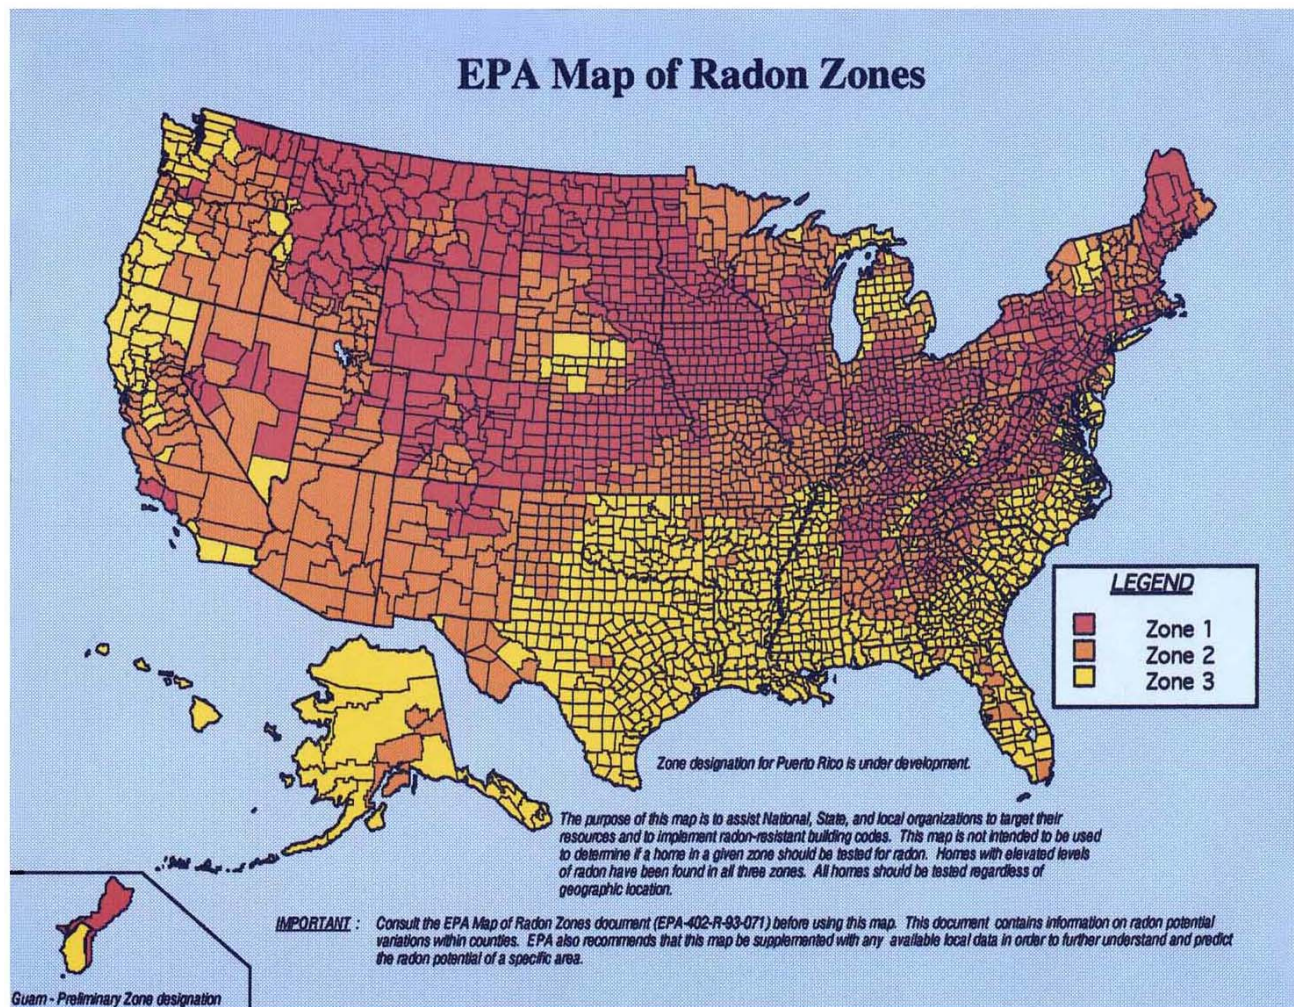 EPA Map of Radon Zones
LEGEND
Zone 1
Zone 2
Zone 3
Zone designation for Puerto Rico is under development.
The purpose of this map is to assist National, State, and local organizations to target their
resources and to implement radon-resistant building codes. This map is not intended to be used
to determine if a home in a given zone should be tested for radon. Homes with elevated levels
of radon have been found in all three zones. All homes should be tested regardless of
geographic location.
IMPORTANT : Consult the EPA Map of Radon Zones document (EPA-402-R-93-071) before using this map. This document contains information on radon potential
variations within counties. EPA also recommends that this map be supplemented with any available local data in order to further understand and predict
the radon potential of a specific area.
Guam - Preliminary Zone designation